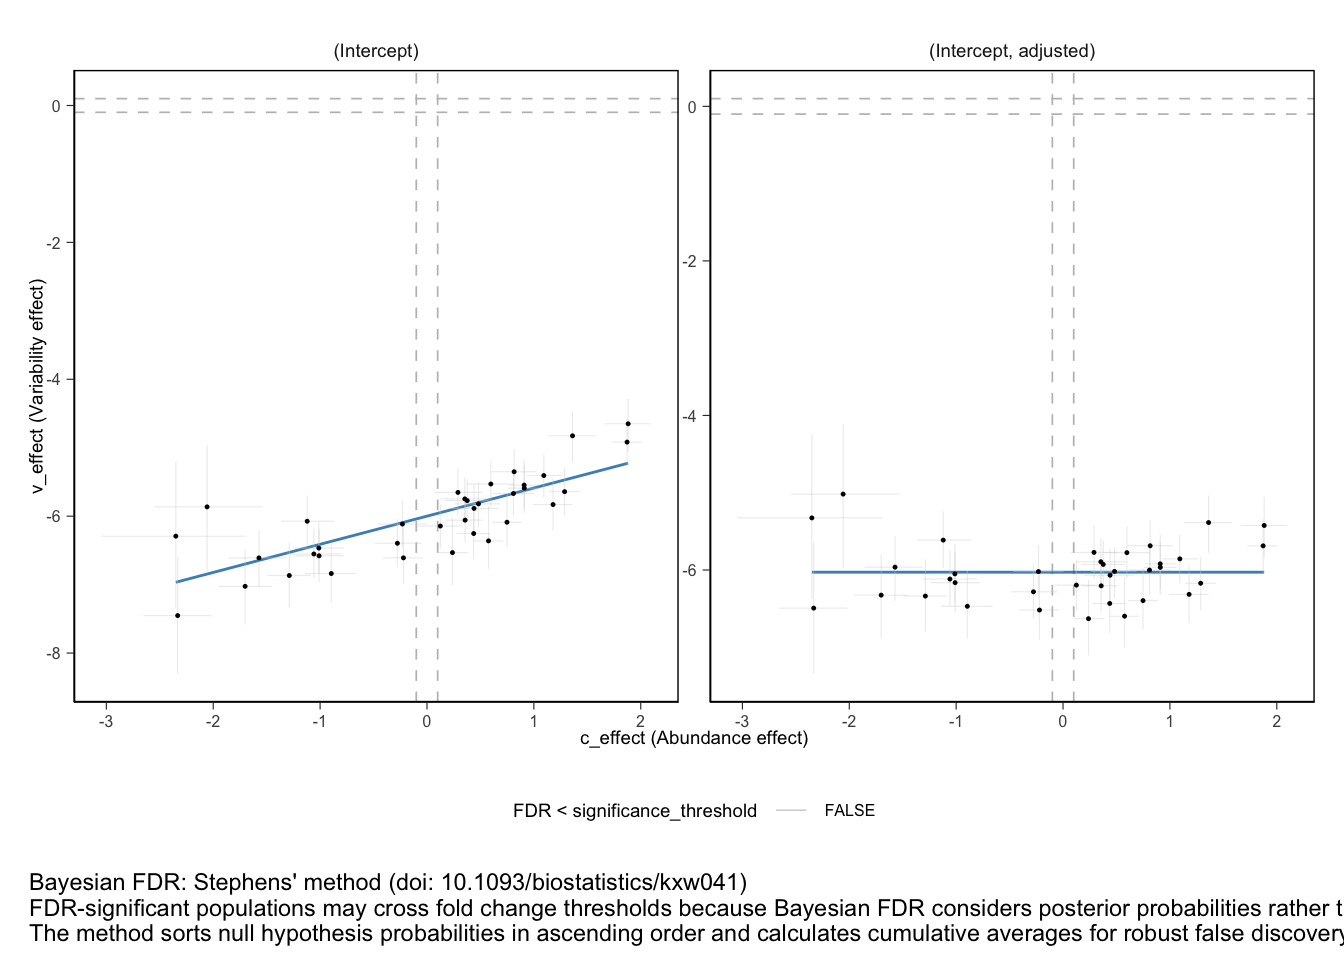 (Intercept)
(Intercept, adjusted)
v_effect (Variability effect)
0
-2
-4
-6
-8
0
-2
-4
-6
-3
-2
-1
0
1
2
-3
-2
-1
0
1
2
c_effect (Abundance effect)
FDR < significance_threshold
FALSE
Bayesian FDR: Stephens' method (doi: 10.1093/biostatistics/kxw041)
FDR-significant populations may cross fold change thresholds because Bayesian FDR considers posterior probabilities rather t
The method sorts null hypothesis probabilities in ascending order and calculates cumulative averages for robust false discovery